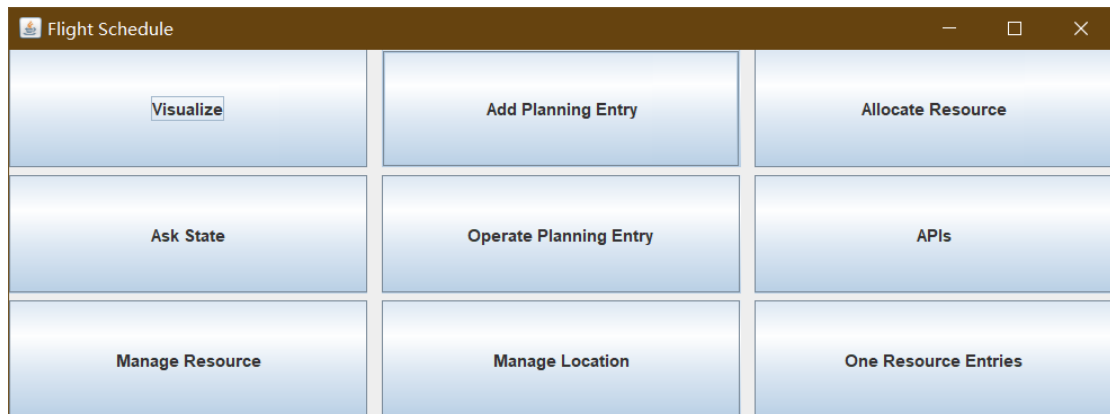 Flight Schedule
Visualize
Add Planning Entry
Allocate Resource
Ask State
Operate Planning Entry
APIs
Manage Resource
Manage Location
One Resource Entries